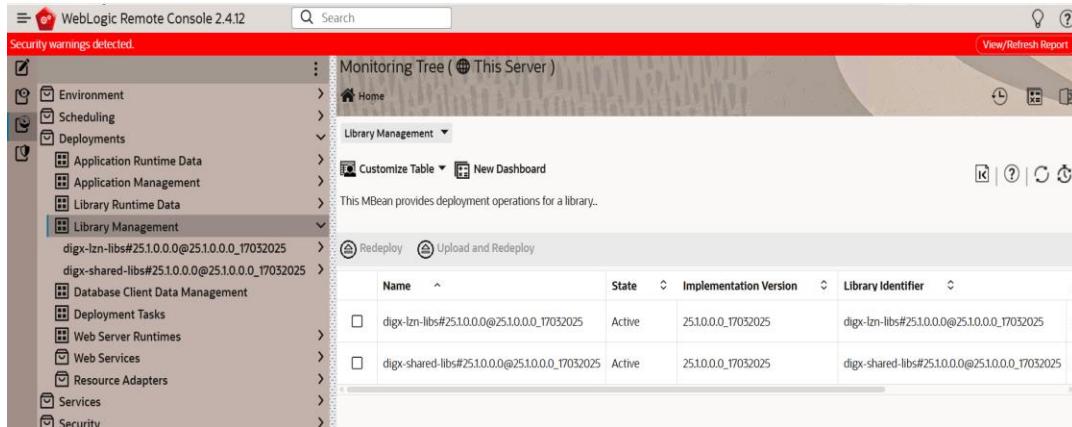 WebLogic Remote Console 2.4.12
Search
Security warnings detected.
View/Refresh Report
Environment
Scheduling
Deployments
Application Runtime Data
Application Management
Library Runtime Data
Library Management
digx-lzn-libs#25.1.0.0.0@25.1.0.0.0_17032025
digx-shared-libs#25.1.0.0.0@25.1.0.0.0_17032025
Database Client Data Management
Deployment Tasks
Web Server Runtimes
Web Services
Resource Adapters
Services
Security
Monitoring Tree ( This Server )
Home
Library Management
Customize Table New Dashboard
This MBean provides deployment operations for a library..
Redeploy Upload and Redeploy
Name State Implementation Version Library Identifier
digx-lzn-libs#25.1.0.0.0@25.1.0.0.0_17032025 Active 25.1.0.0.0_17032025 digx-lzn-libs#25.1.0.0.0@25.1.0.0.0_17032025
digx-shared-libs#25.1.0.0.0@25.1.0.0.0_17032025 Active 25.1.0.0.0_17032025 digx-shared-libs#25.1.0.0.0@25.1.0.0.0_17032025